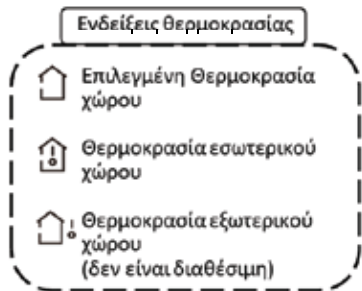 Ενδείξεις θερμοκρασίας
Επιλεγμένη Θερμοκρασία
χώρου
Θερμοκρασία εσωτερικού
χώρου
Θερμοκρασία εξωτερικού
χώρου
(δεν είναι διαθέσιμη)